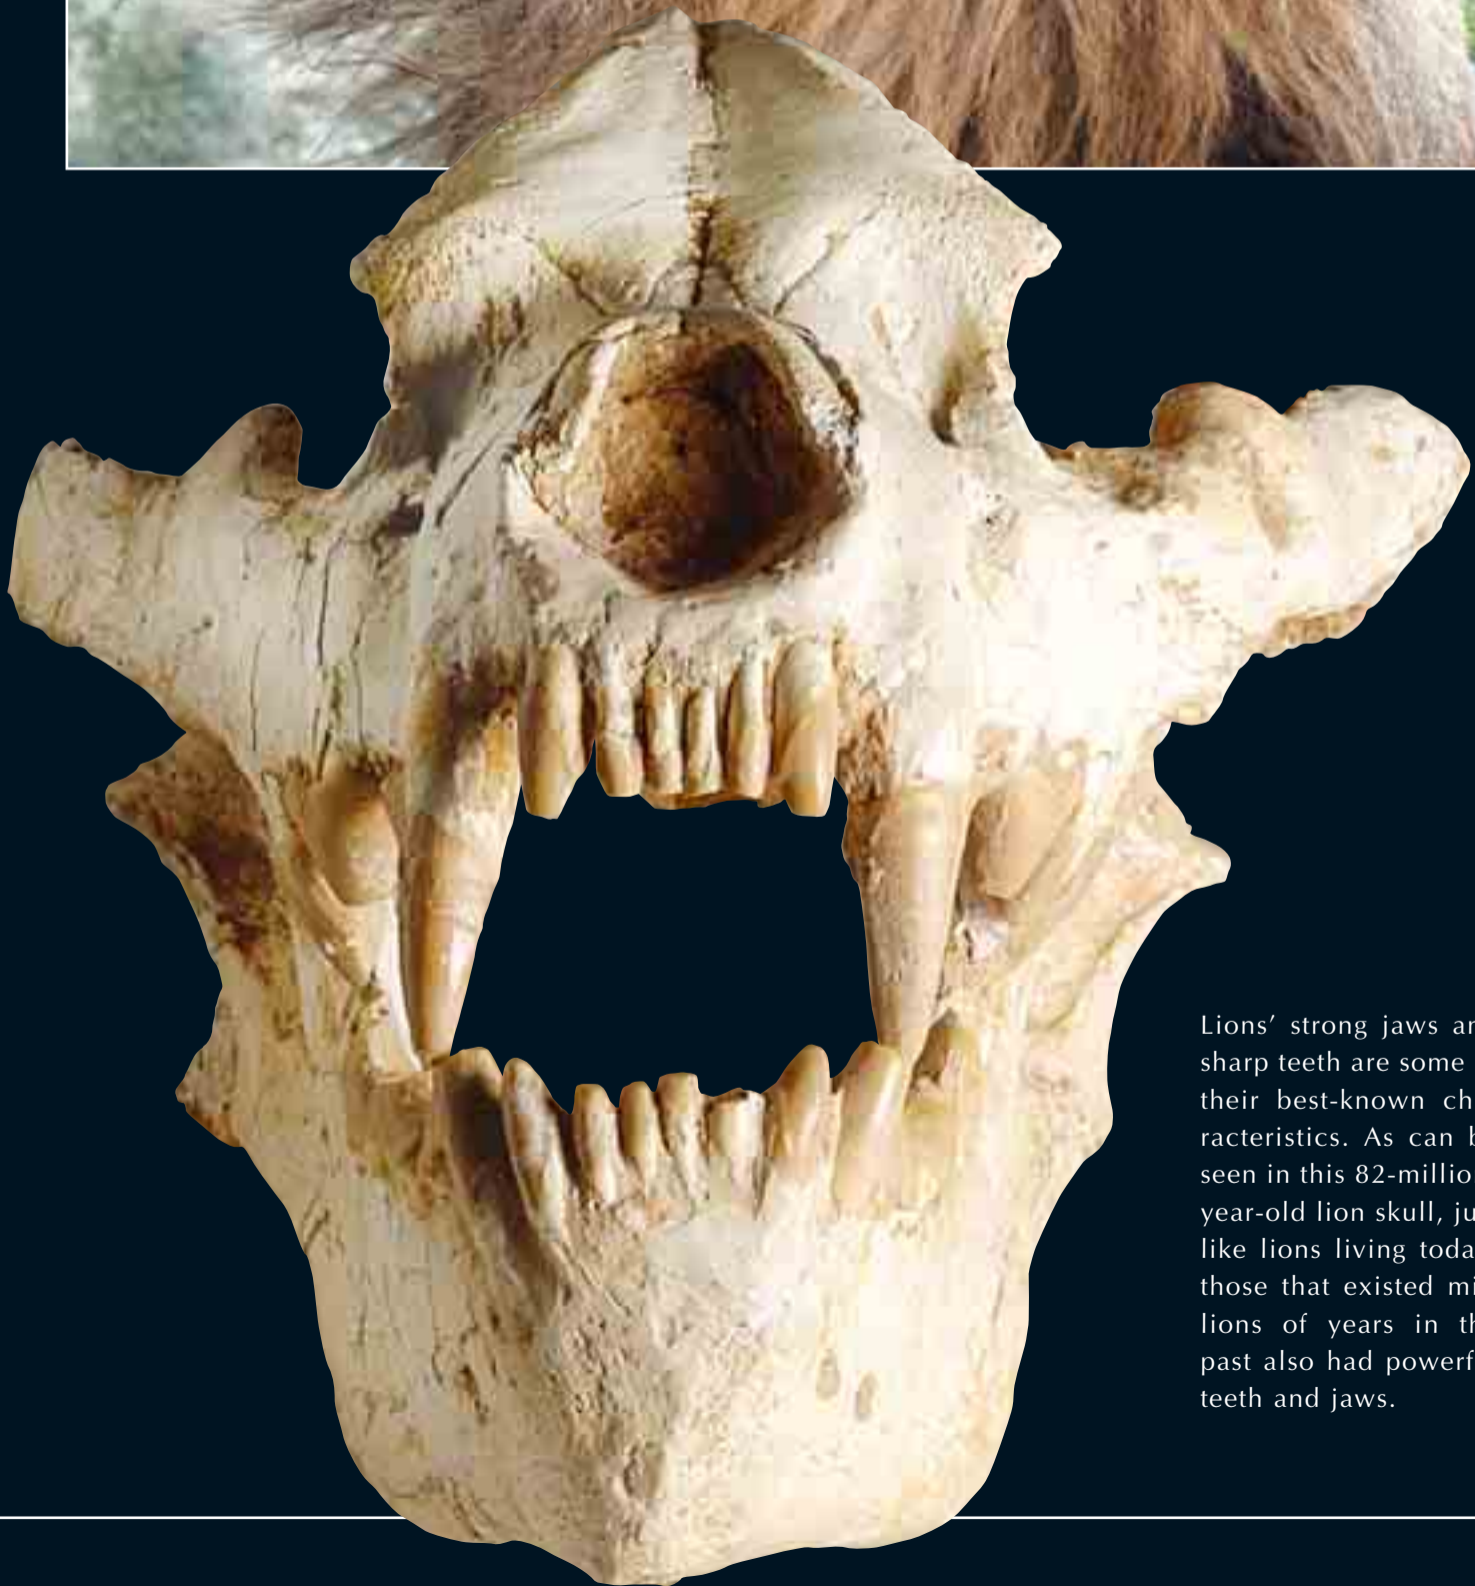 Lions’ strong jaws a
sharp teeth are some
their best-known ch
racteristics. As can b
seen in this 82-millio
year-old lion skull, ju
like lions living toda
those that existed mi
lions of years in th
past also had powerf
teeth and jaws.